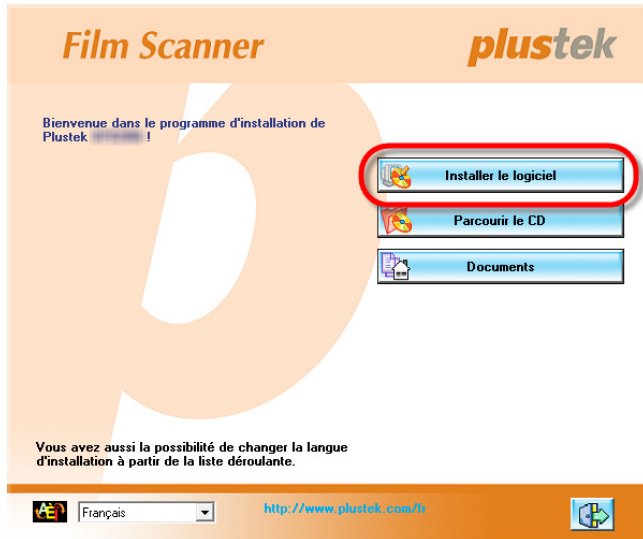 Film Scanner
plustek
Bienvenue dans le programme d'installation de
Plustek !
Installer le logiciel
Parcourir le CD
Documents
Vous avez aussi la possibilité de changer la langue
d'installation à partir de la liste déroulante.
Français
http://www.plustek.com/fr